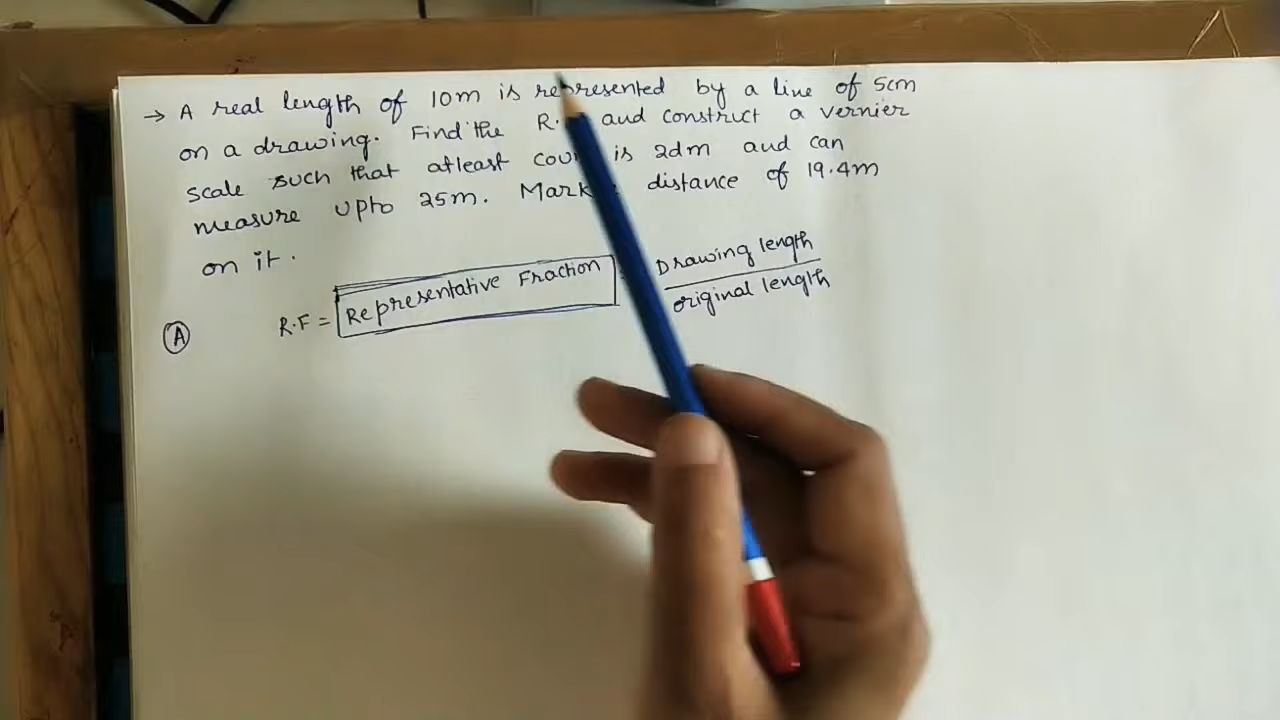 → A real length of 10m is represented by a line of 5cm
on a drawing. Find the R. and construct a vernier
scale such that atleast is 2dm and can
measure upto 25m. Mark distance of 19.4m
on it.
Ⓐ R.F = Representative Fraction Drawing length
original length